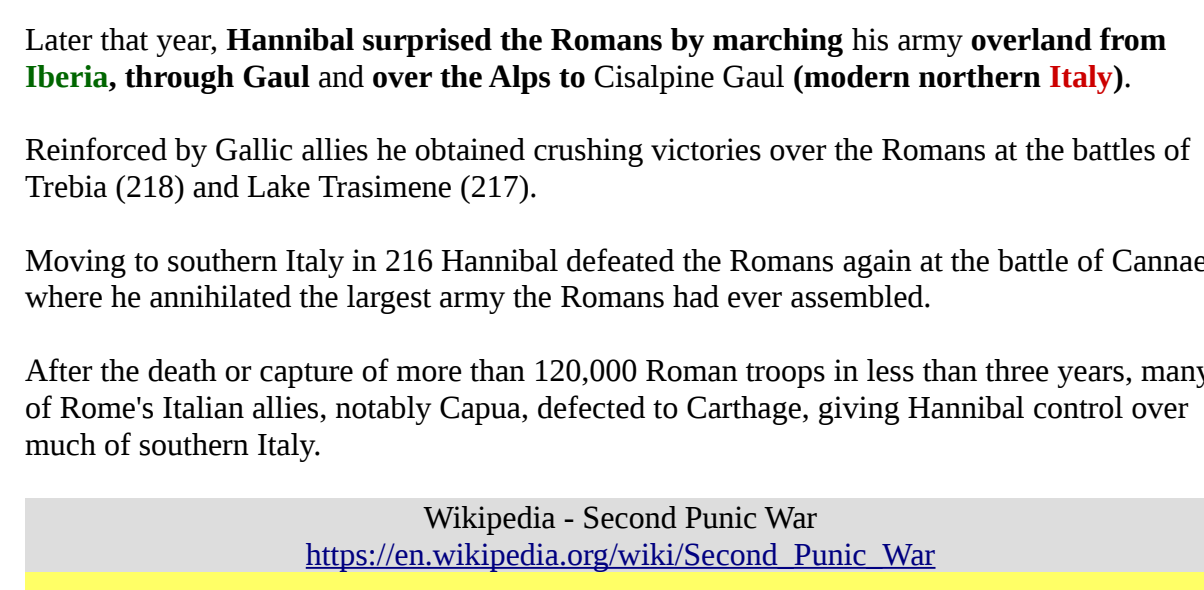 Later that year, Hannibal surprised the Romans by marching his army overland from
Iberia, through Gaul and over the Alps to Cisalpine Gaul (modern northern Italy).
Reinforced by Gallic allies he obtained crushing victories over the Romans at the battles of
Trebia (218) and Lake Trasimene (217).
Moving to southern Italy in 216 Hannibal defeated the Romans again at the battle of Cannae
where he annihilated the largest army the Romans had ever assembled.
After the death or capture of more than 120,000 Roman troops in less than three years, many
of Rome's Italian allies, notably Capua, defected to Carthage, giving Hannibal control over
much of southern Italy.
Wikipedia - Second Punic War
https://en.wikipedia.org/wiki/Second_Punic_War